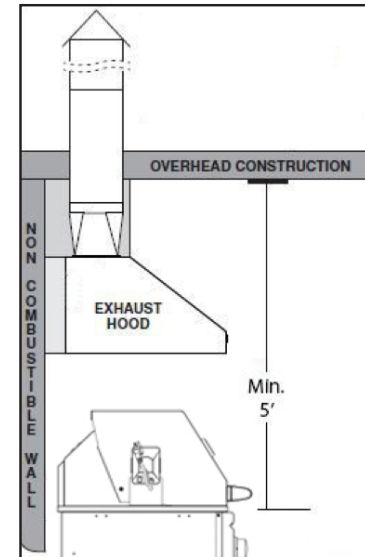 OVERHEAD CONSTRUCTION
NON COMBUSTIBLE WALL
EXHAUST
HOOD
Min.
5'